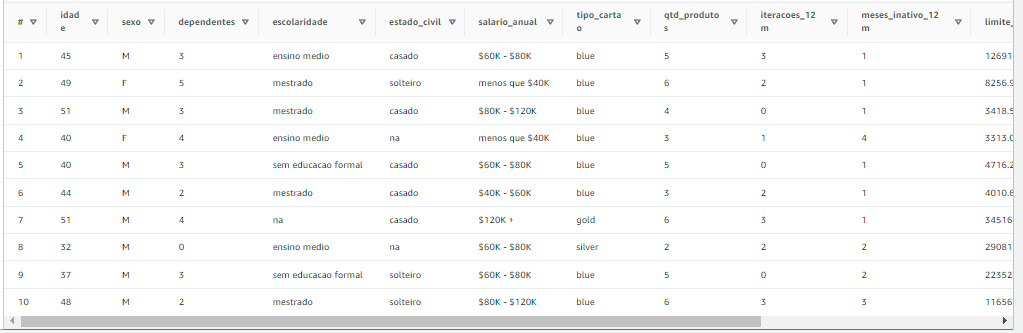 # idade sexo dependentes escolaridade estado_civil salario_anual tipo_cartao qtd_produtos iteracoes_12m meses_inativo_12m limite_
1 45 M 3 ensino medio casado $60K - $80K blue 5 3 1 12691
2 49 F 5 mestrado solteiro menos que $40K blue 6 2 1 8256.9
3 51 M 3 mestrado casado $80K - $120K blue 4 0 1 3418.5
4 40 F 4 ensino medio na menos que $40K blue 3 1 4 3313.0
5 40 M 3 sem educacao formal casado $60K - $80K blue 5 0 1 4716.2
6 44 M 2 mestrado casado $40K - $60K blue 3 2 1 4010.6
7 51 M 4 na casado $120K + gold 6 3 1 34516
8 32 M 0 ensino medio na $60K - $80K silver 2 2 2 29081
9 37 M 3 sem educacao formal solteiro $60K - $80K blue 5 0 2 22352
10 48 M 2 mestrado solteiro $80K - $120K blue 6 3 3 11656